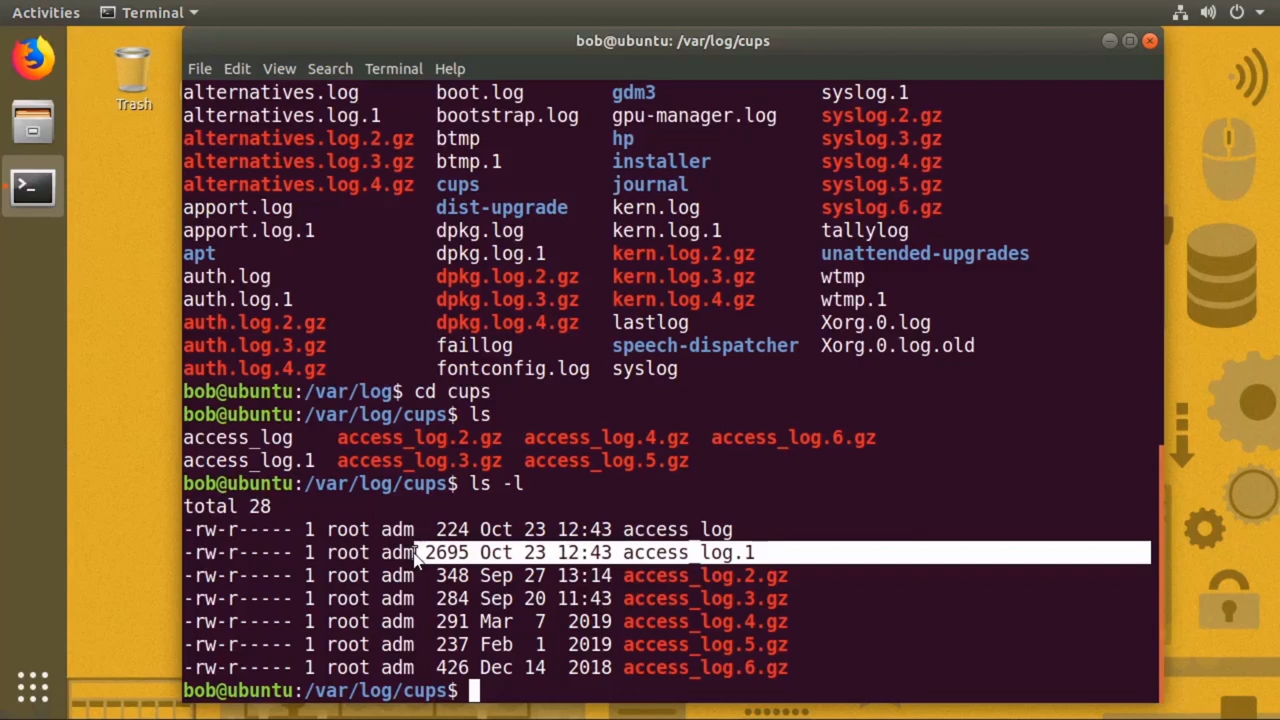 Activities Terminal
Trash
bob@ubuntu: /var/log/cups
File Edit View Search Terminal Help
alternatives.log boot.log gdm3 syslog.1
alternatives.log.1 bootstrap.log gpu-manager.log syslog.2.gz
alternatives.log.2.gz btmp hp syslog.3.gz
alternatives.log.3.gz btmp.1 installer syslog.4.gz
alternatives.log.4.gz cups journal syslog.5.gz
apport.log dist-upgrade kern.log syslog.6.gz
apport.log.1 dpkg.log kern.log.1 tallylog
apt dpkg.log.1 kern.log.2.gz unattended-upgrades
auth.log dpkg.log.2.gz kern.log.3.gz wtmp
auth.log.1 dpkg.log.3.gz kern.log.4.gz wtmp.1
auth.log.2.gz dpkg.log.4.gz lastlog Xorg.0.log
auth.log.3.gz faillog speech-dispatcher Xorg.0.log.old
auth.log.4.gz fontconfig.log syslog
bob@ubuntu:/var/log$ cd cups
bob@ubuntu:/var/log/cups$ ls
access_log access_log.2.gz access_log.4.gz access_log.6.gz
access_log.1 access_log.3.gz access_log.5.gz
bob@ubuntu:/var/log/cups$ ls -l
total 28
-rw-r----- 1 root adm 224 Oct 23 12:43 access_log
-rw-r----- 1 root adm 2695 Oct 23 12:43 access_log.1
-rw-r----- 1 root adm 348 Sep 27 13:14 access_log.2.gz
-rw-r----- 1 root adm 284 Sep 20 11:43 access_log.3.gz
-rw-r----- 1 root adm 291 Mar 7 2019 access_log.4.gz
-rw-r----- 1 root adm 237 Feb 1 2019 access_log.5.gz
-rw-r----- 1 root adm 426 Dec 14 2018 access_log.6.gz
bob@ubuntu:/var/log/cups$